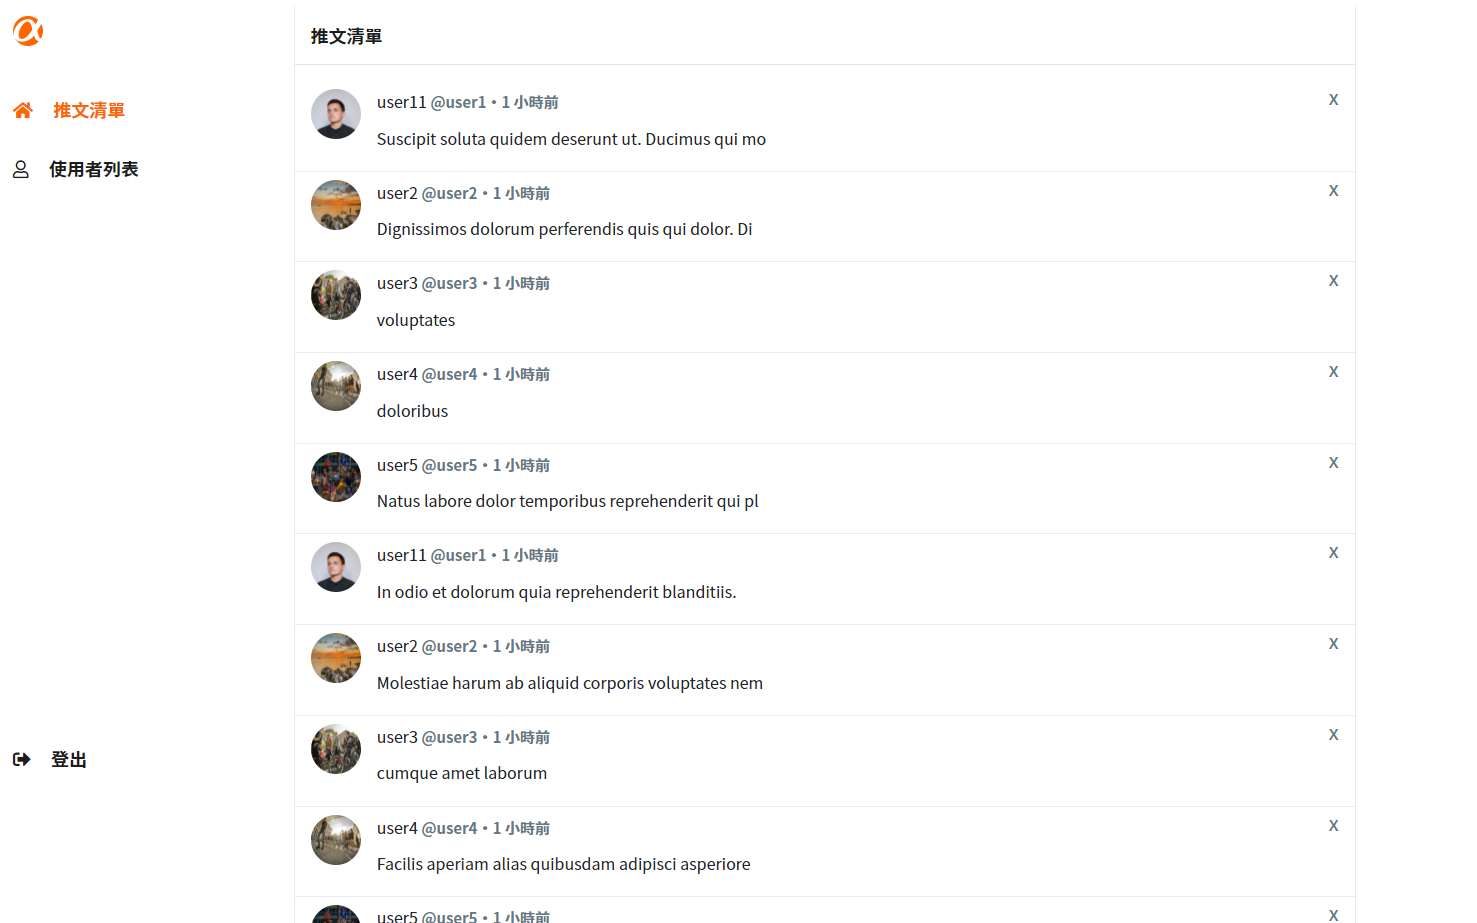 推文清單
推文清單
使用者列表
登出
user11 @user1・1 小時前
X
Suscipit soluta quidem deserunt ut. Ducimus qui mo
user2 @user2・1 小時前
X
Dignissimos dolorum perferendis quis qui dolor. Di
user3 @user3・1 小時前
X
voluptates
user4 @user4・1 小時前
X
doloribus
user5 @user5・1 小時前
X
Natus labore dolor temporibus reprehenderit qui pl
user11 @user1・1 小時前
X
In odio et dolorum quia reprehenderit blanditiis.
user2 @user2・1 小時前
X
Molestiae harum ab aliquid corporis voluptates nem
user3 @user3・1 小時前
X
cumque amet laborum
user4 @user4・1 小時前
X
Facilis aperiam alias quibusdam adipisci asperiore
user5 @user5・1 小時前
X